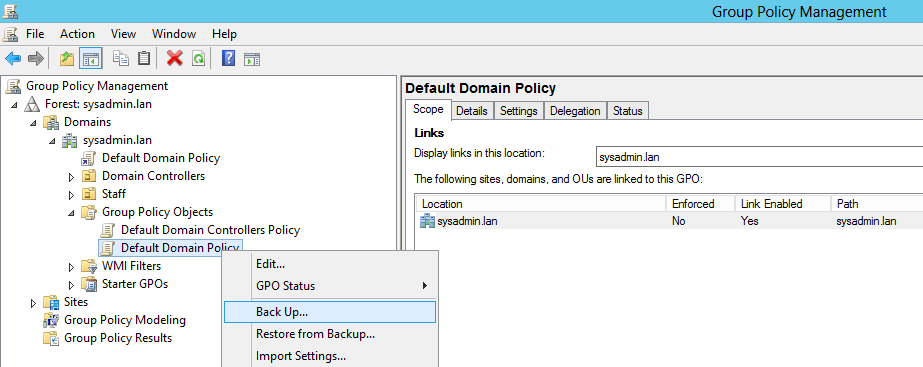 Group Policy Management
File Action View Window Help
Group Policy Management
Forest: sysadmin.lan
Domains
sysadmin.lan
Default Domain Policy
Domain Controllers
Staff
Group Policy Objects
Default Domain Controllers Policy
Default Domain Policy
WMI Filters
Starter GPOs
Sites
Group Policy Modeling
Group Policy Results
Edit...
GPO Status
Back Up...
Restore from Backup...
Import Settings...
Default Domain Policy
Scope Details Settings Delegation Status
Links
Display links in this location: sysadmin.lan
The following sites, domains, and OUs are linked to this GPO:
Location Enforced Link Enabled Path
sysadmin.lan No Yes sysadmin.lan